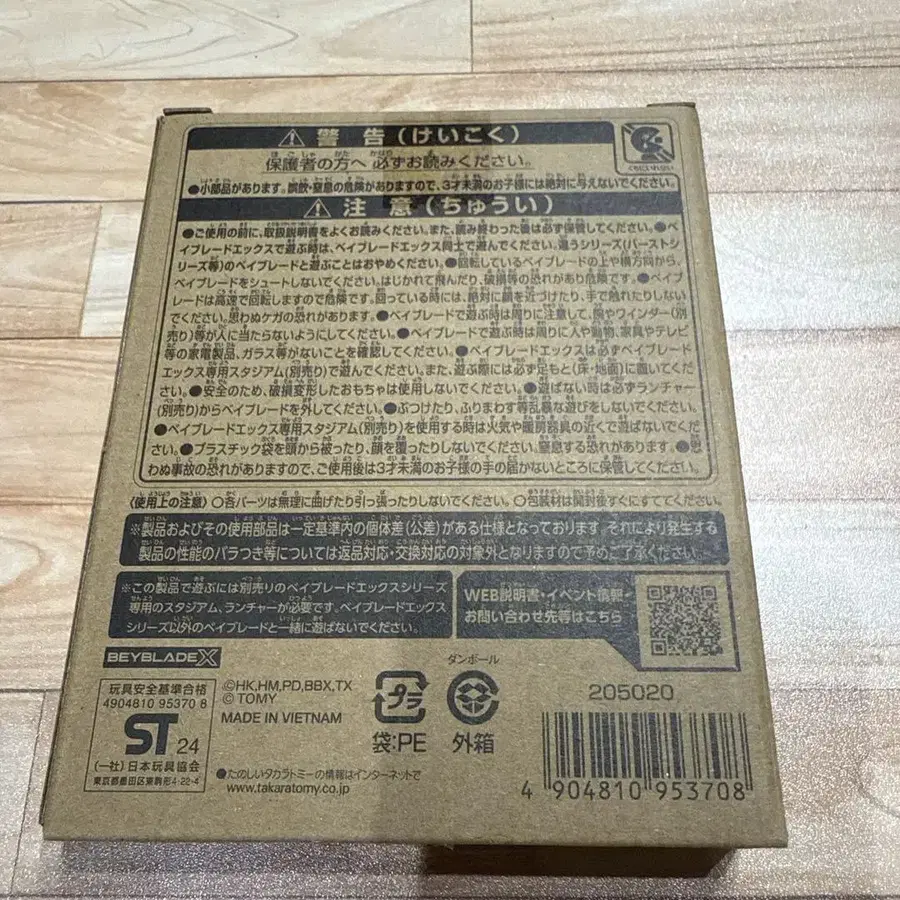 ⚠ 警告(けいこく)
保護者の方へ 必ずお読みください。
●小部品があります。誤飲・窒息の危険がありますので、3才未満のお子様には絶対に与えないでください。
⚠ 注意(ちゅうい)
●ご使用の前に、取扱説明書をよくお読みください。また、読み終わった後は必ず保管してください。●ベ
イブレードエックスで遊ぶ時は、ベイブレードエックス同士で遊んでください。違うシリーズ(バーストシ
リーズ等)のベイブレードと遊ぶことはおやめください。●回転しているベイブレードの上や横方向から、
ベイブレードをシュートしないでください。はじかれて飛んだり、破損等の恐れがあり危険です。●ベイブ
レードは高速で回転しますので危険です。回っている時には、絶対に顔を近づけたり、手で触れたりしない
でください。思わぬケガの恐れがあります。●ベイブレードで遊ぶ時は周りに注意して、腕やワインダー(別
売り)等が人に当たらないようにしてください。●ベイブレードで遊ぶ時は周りに人や動物、家具やテレビ
等の家電製品、ガラス等がないことを確認してください。●ベイブレードエックスは必ずベイブレード
エックス専用スタジアム(別売り)で遊んでください。また、遊ぶ際には必ず足もと(床・地面)に置いてくだ
さい。●安全のため、破損変形したおもちゃは使用しないでください。●遊ばない時は必ずランチャー
(別売り)からベイブレードを外してください。●ぶつけたり、ふりまわす等乱暴な遊びをしないでください。
●ベイブレードエックス専用スタジアム(別売り)を使用する時は火気や暖房器具の近くで遊ばないでくだ
さい。●プラスチック袋を頭から被ったり、顔を覆ったりしないでください。窒息する恐れがあります。●思
わぬ事故の恐れがありますので、ご使用後は3才未満のお子様の手の届かないところに保管してください。
〈使用上の注意〉○各パーツは無理に曲げたり引っ張ったりしないでください。○包装材は開封後すぐにすててください。
※製品およびその使用部品は一定基準内の個体差(公差)がある仕様となっております。それにより発生する
製品の性能のバラつき等については返品対応・交換対応の対象外となりますので予めご了承ください。
※この製品で遊ぶには別売りのベイブレードエックスシリーズ
専用のスタジアム、ランチャーが必要です。ベイブレードエックス
シリーズ以外のベイブレードと一緒に遊ばないでください。
WEB説明書・イベント情報・
お問い合わせ先等はこちら
BEYBLADE X
玩具安全基準合格
4904810 95370 8
ST 24
(一社)日本玩具協会
東京都墨田区東駒形4-22-4
©HK,HM,PD,BBX,TX
© TOMY
MADE IN VIETNAM
プラ
袋:PE
ダンボール
外箱
●たのしいタカラトミーの情報はインターネットで
www.takaratomy.co.jp
205020
4 904810 953708